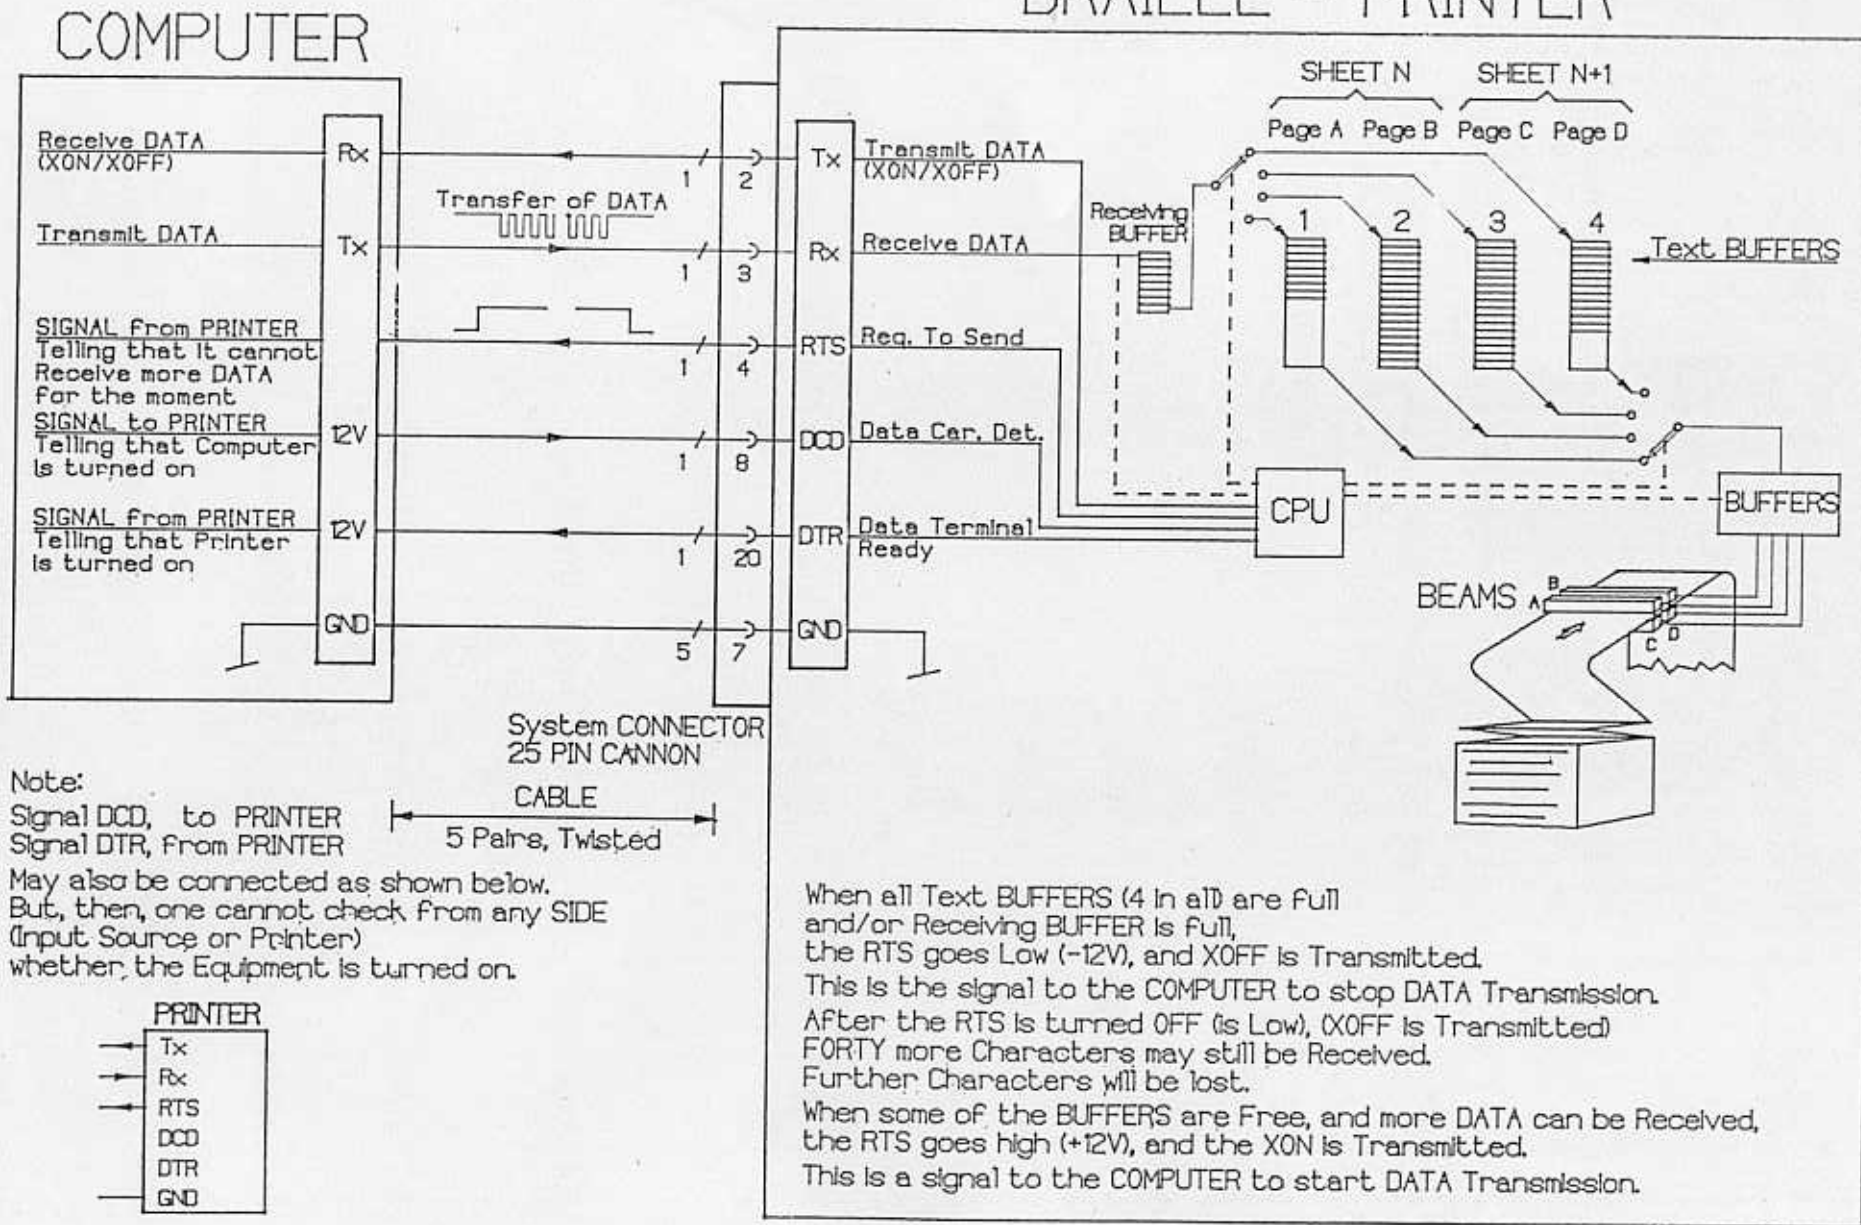 COMPUTER
BRAILLE - PRINTER
Receive DATA
(XON/XOFF)
Rx
Transmit DATA
Tx
SIGNAL from PRINTER
Telling that it cannot
Receive more DATA
for the moment
SIGNAL to PRINTER
Telling that Computer
is turned on
12V
SIGNAL from PRINTER
Telling that Printer
is turned on
12V
GND
Transfer of DATA
1 2
1 3
1 4
1 8
1 20
5 7
Tx
Transmit DATA
(XON/XOFF)
Rx
Receive DATA
RTS
Req. To Send
DCD
Data Car. Det.
DTR
Data Terminal
Ready
GND
SHEET N SHEET N+1
Page A Page B Page C Page D
Receiving
BUFFER
1 2 3 4
Text BUFFERS
CPU
BUFFERS
BEAMS
B
A
D
C
System CONNECTOR
25 PIN CANNON
CABLE
5 Pairs, Twisted
Note:
Signal DCD, to PRINTER
Signal DTR, from PRINTER
May also be connected as shown below.
But, then, one cannot check from any SIDE
(Input Source or Printer)
whether, the Equipment is turned on.
PRINTER
Tx
Rx
RTS
DCD
DTR
GND
When all Text BUFFERS (4 in all) are full
and/or Receiving BUFFER is full,
the RTS goes Low (-12V), and XOFF is Transmitted.
This is the signal to the COMPUTER to stop DATA Transmission.
After the RTS is turned OFF (is Low), (XOFF is Transmitted)
FORTY more Characters may still be Received.
Further Characters will be lost.
When some of the BUFFERS are Free, and more DATA can be Received,
the RTS goes high (+12V), and the XON is Transmitted.
This is a signal to the COMPUTER to start DATA Transmission.